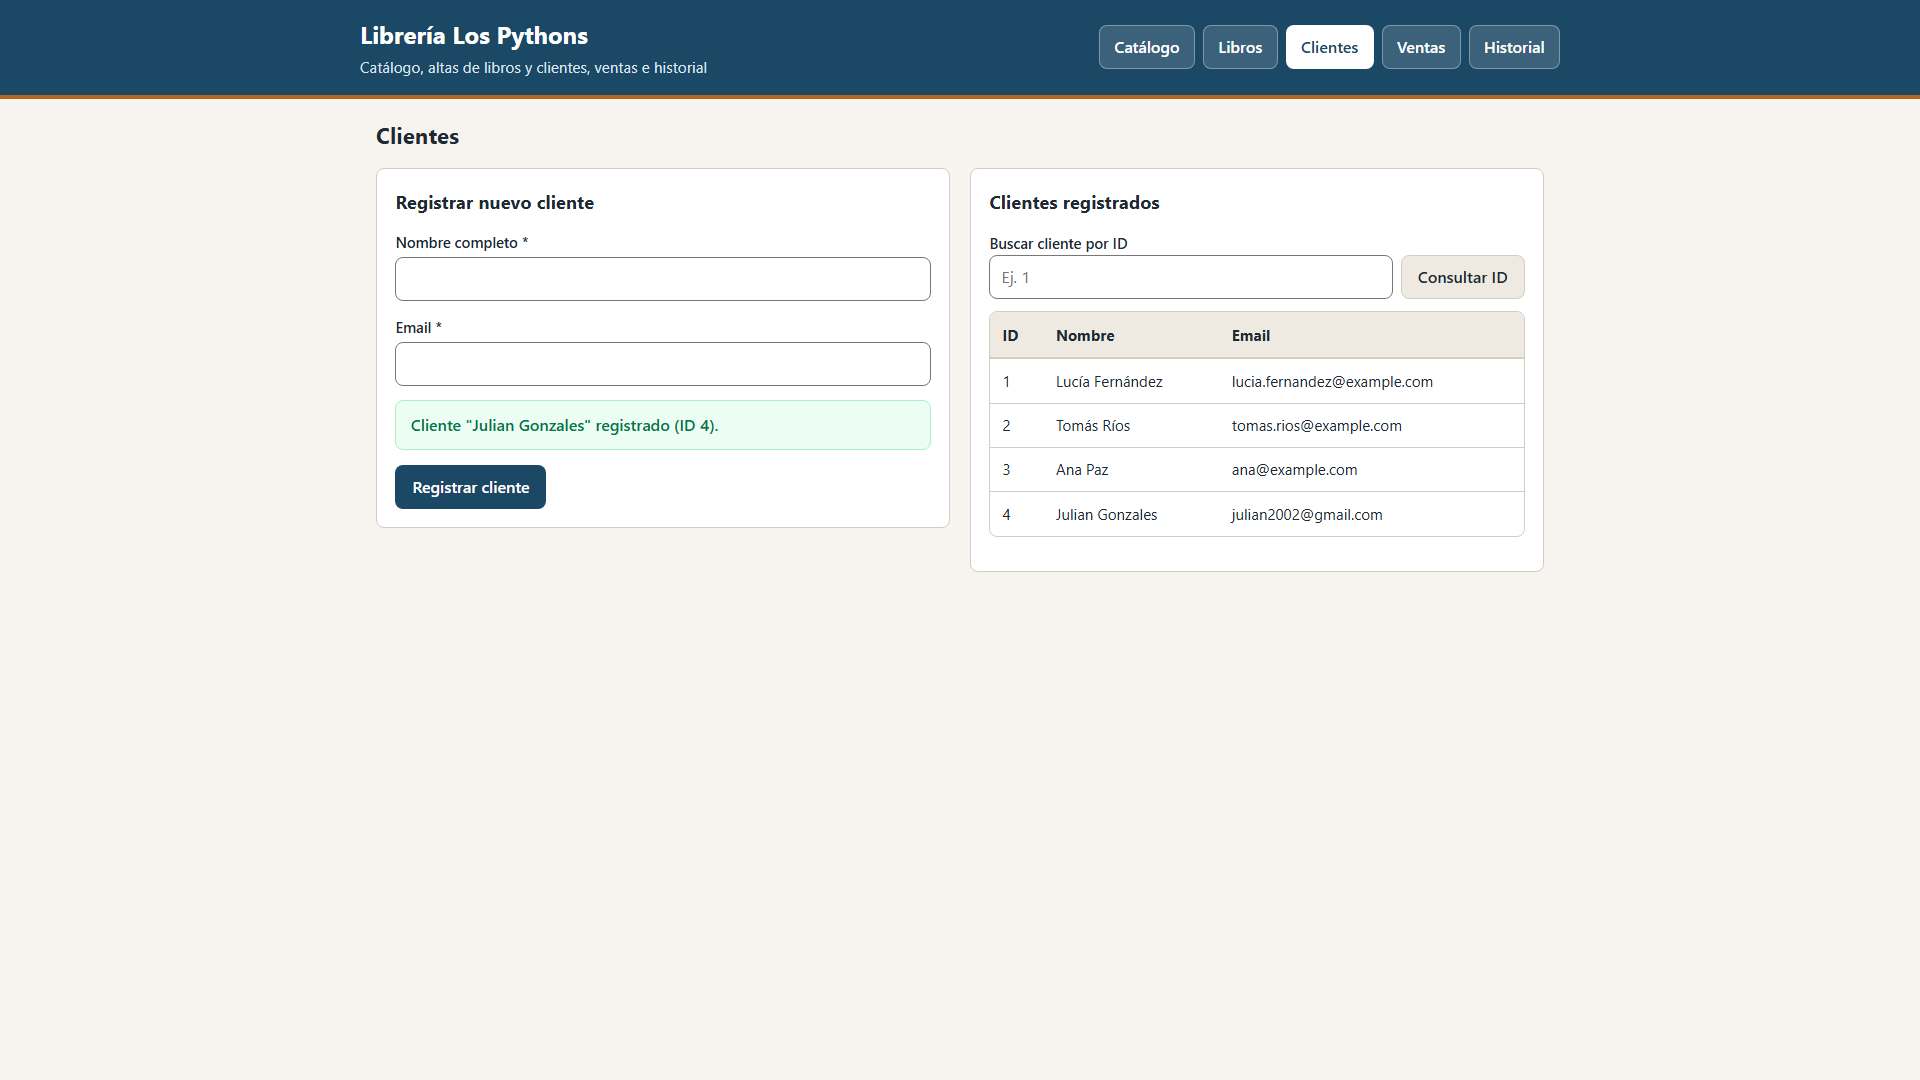 Librería Los Pythons
Catálogo, altas de libros y clientes, ventas e historial
Catálogo
Libros
Clientes
Ventas
Historial
Clientes
Registrar nuevo cliente
Nombre completo *
Email *
Cliente "Julian Gonzales" registrado (ID 4).
Registrar cliente
Clientes registrados
Buscar cliente por ID
Ej. 1
Consultar ID
ID Nombre Email
1 Lucía Fernández lucia.fernandez@example.com
2 Tomás Ríos tomas.rios@example.com
3 Ana Paz ana@example.com
4 Julian Gonzales julian2002@gmail.com